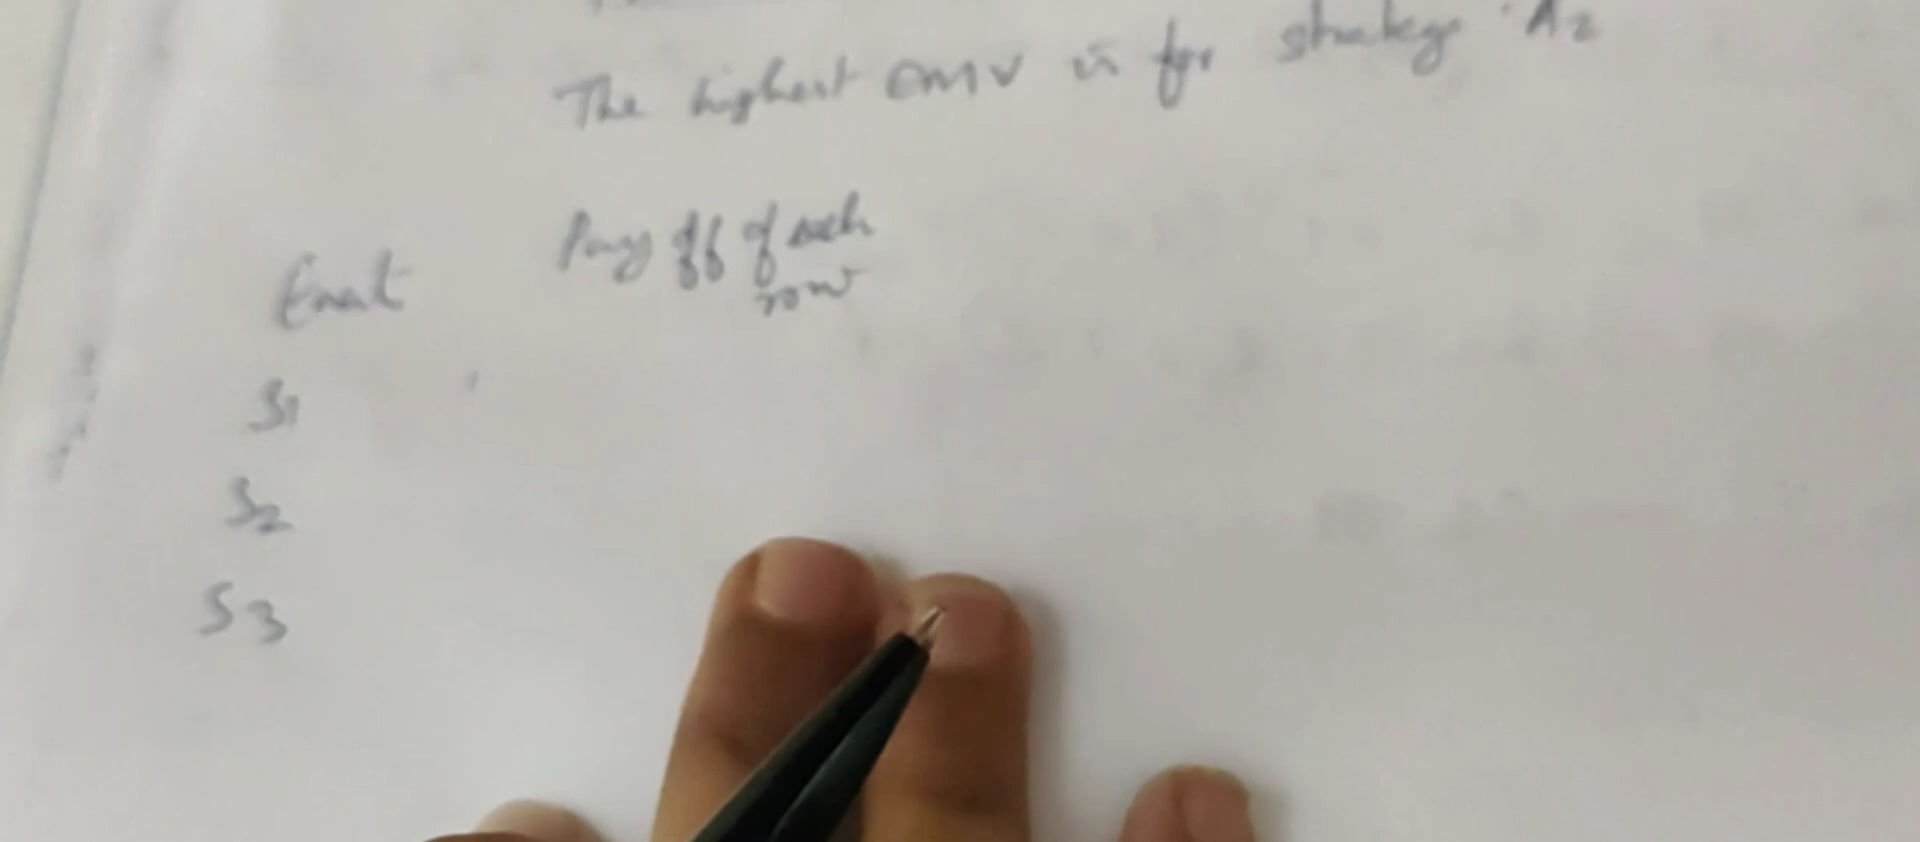 The highest EMV is for strategy A2
Event Pay off of each
row
S1
S2
S3